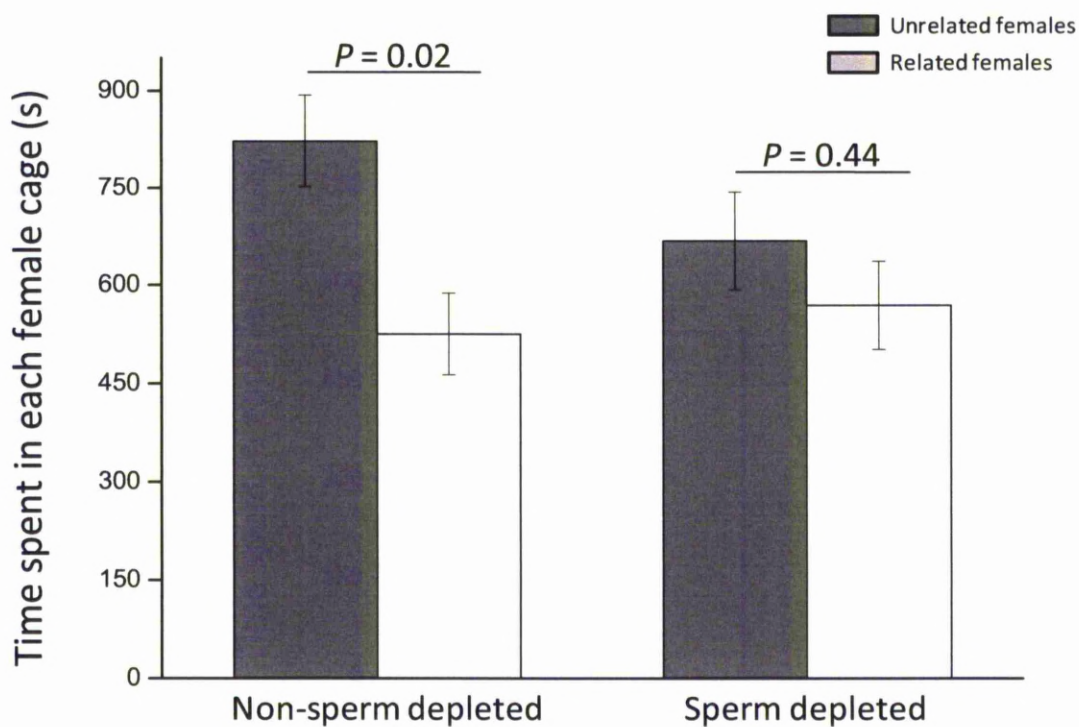 Unrelated females
Related females
P = 0.02
P = 0.44
Time spent in each female cage (s)
900
750
600
450
300
150
0
Non-sperm depleted
Sperm depleted